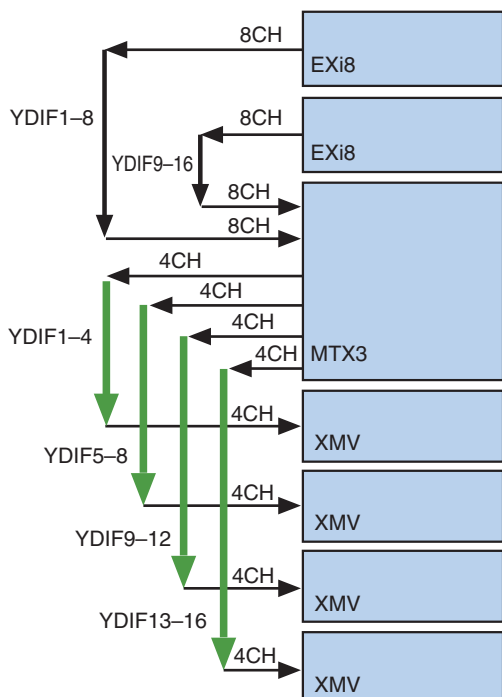 8CH
EXi8
YDIF1–8
8CH
EXi8
YDIF9–16
8CH
8CH
4CH
4CH
YDIF1–4
4CH
4CH
MTX3
4CH
XMV
YDIF5–8
4CH
XMV
YDIF9–12
4CH
XMV
YDIF13–16
4CH
XMV